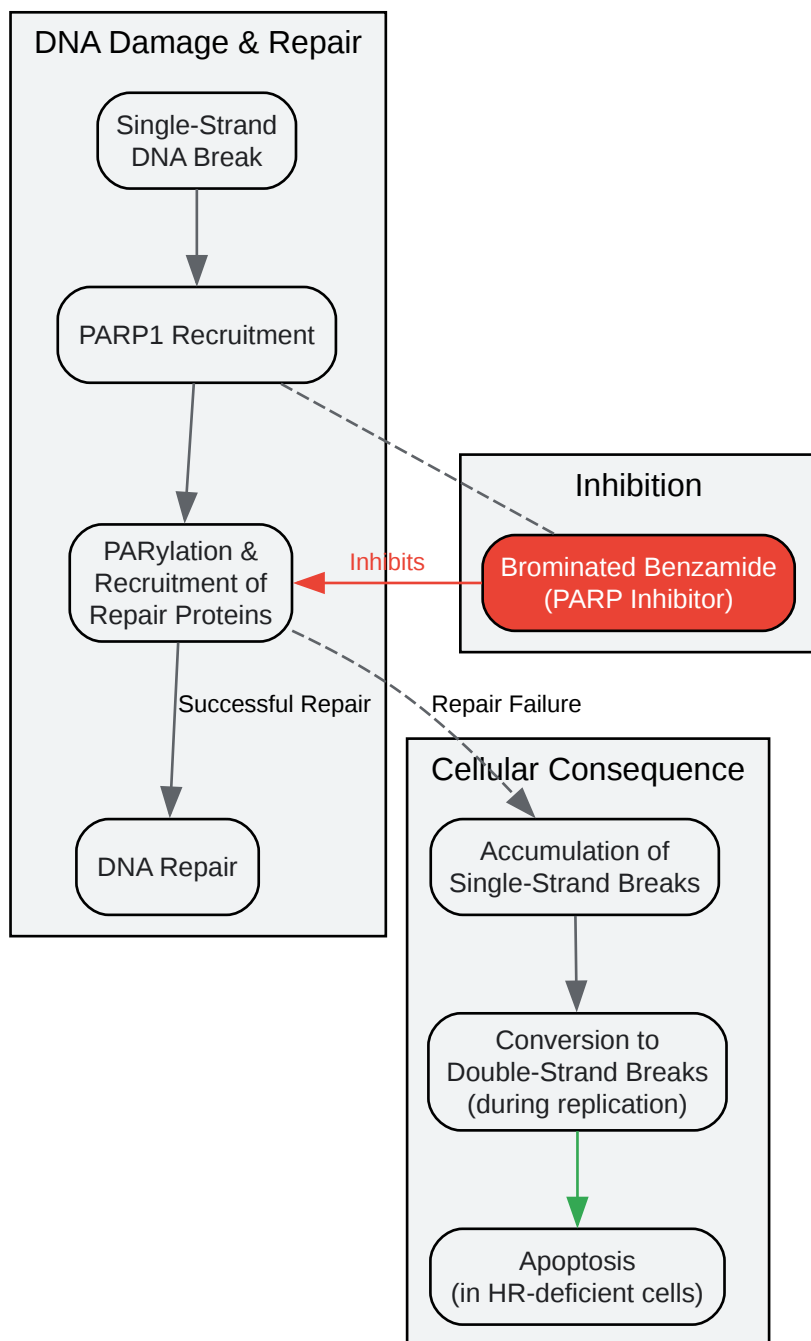 DNA Damage & Repair
Single-Strand
DNA Break
PARP1 Recruitment
Inhibition
PARylation &
Recruitment of
Repair Proteins
Inhibits
Brominated Benzamide
(PARP Inhibitor)
Successful Repair
Repair Failure
Cellular Consequence
DNA Repair
Accumulation of
Single-Strand Breaks
Conversion to
Double-Strand Breaks
(during replication)
Apoptosis
(in HR-deficient cells)